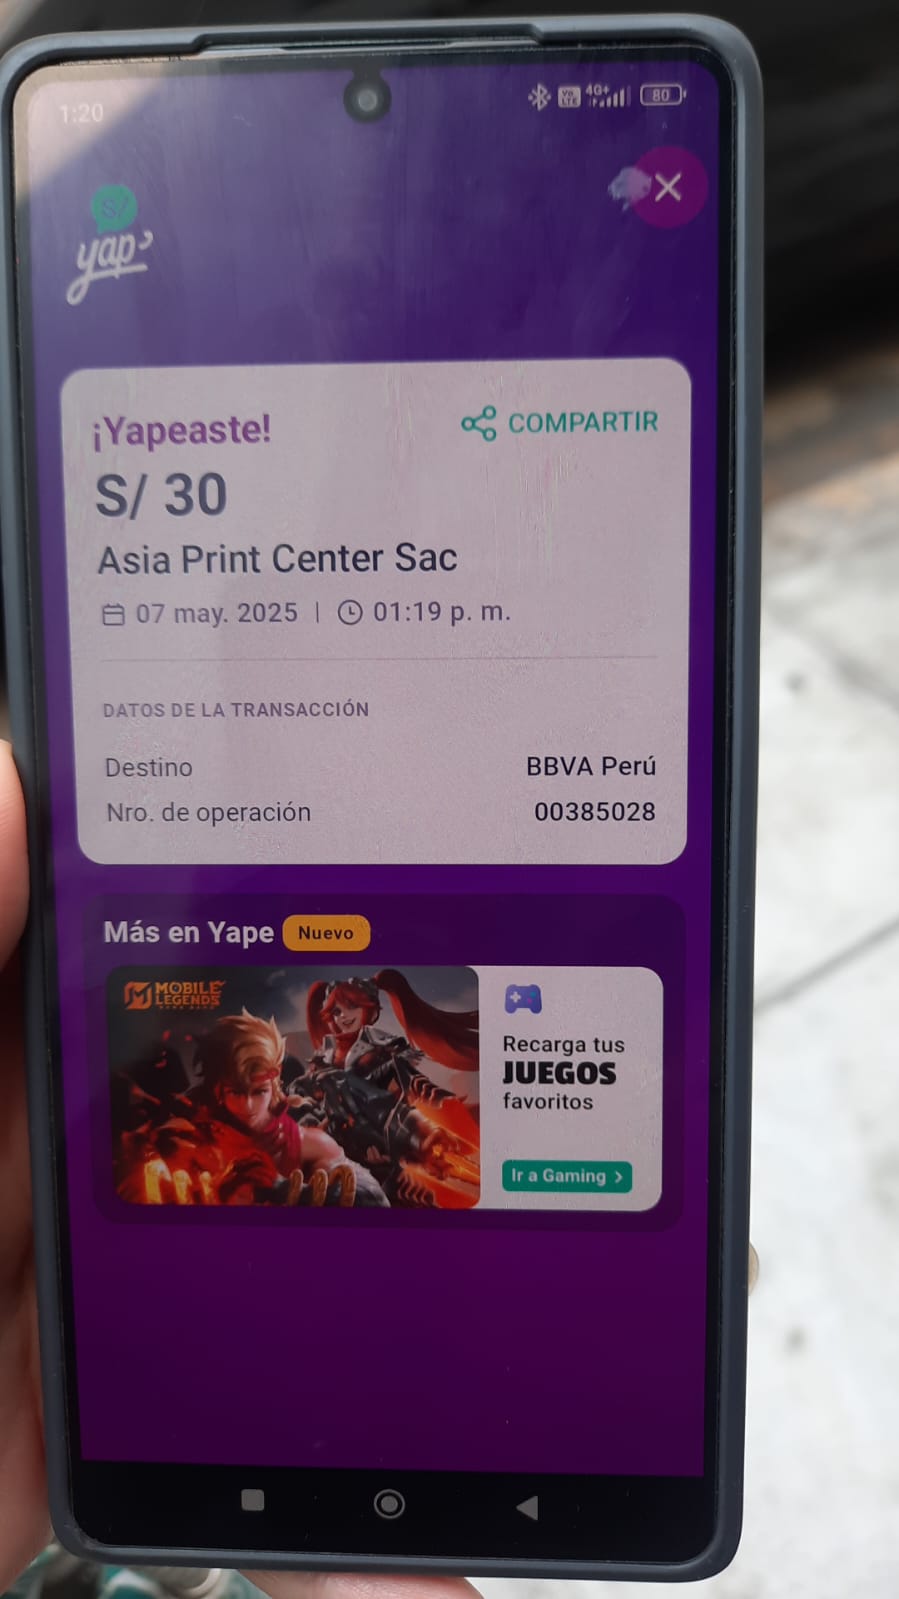 1:20
4G+
80
S/
yape
¡Yapeaste!
COMPARTIR
S/ 30
Asia Print Center Sac
07 may. 2025 | 01:19 p. m.
DATOS DE LA TRANSACCIÓN
Destino BBVA Perú
Nro. de operación 00385028
Más en Yape Nuevo
MOBILE
LEGENDS
Recarga tus
JUEGOS
favoritos
Ir a Gaming >